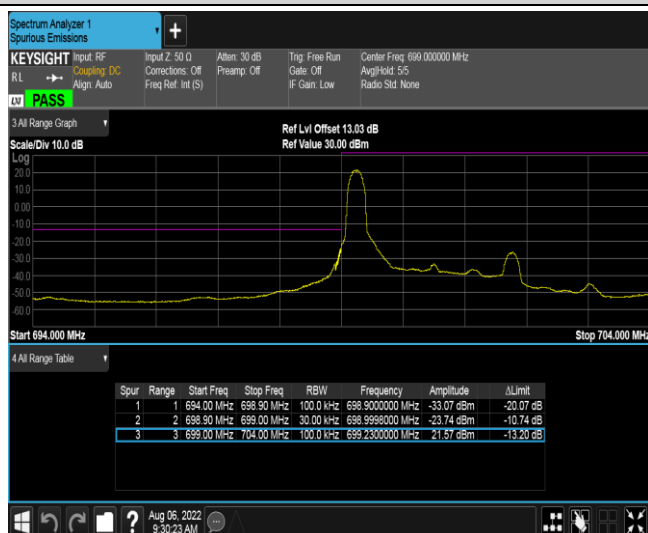 Spectrum Analyzer 1
Spurious Emissions
KEYSIGHT
Input: RF
Coupling: DC
Align: Auto
Input Z: 50 Ω
Corrections: Off
Freq Ref: Int (S)
Atten: 30 dB
Preamp: Off
Trig: Free Run
Gate: Off
IF Gain: Low
Center Freq: 699.000000 MHz
Avg|Hold: 5/5
Radio Std: None
R L
LXI PASS
3 All Range Graph
Scale/Div 10.0 dB
Ref Lvl Offset 13.03 dB
Ref Value 30.00 dBm
Log
20.0
10.0
0.00
-10.0
-20.0
-30.0
-40.0
-50.0
-60.0
Start 694.000 MHz
Stop 704.000 MHz
4 All Range Table
Spur Range Start Freq Stop Freq RBW Frequency Amplitude ΔLimit
1 1 694.00 MHz 698.90 MHz 100.0 kHz 698.9000000 MHz -33.07 dBm -20.07 dB
2 2 698.90 MHz 699.00 MHz 30.00 kHz 698.9998000 MHz -23.74 dBm -10.74 dB
3 3 699.00 MHz 704.00 MHz 100.0 kHz 699.2300000 MHz 21.57 dBm -13.20 dB
?
Aug 06, 2022
9:30:23 AM